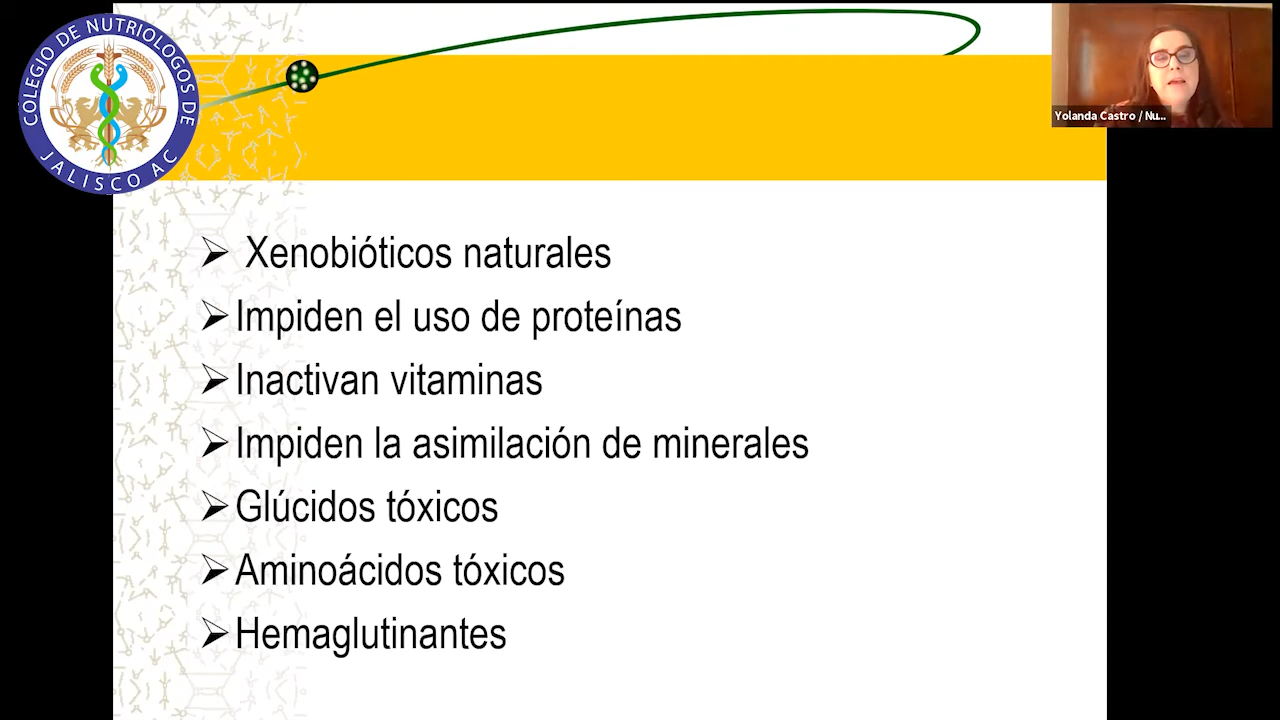 COLEGIO DE NUTRIOLOGOS DE
JALISCO AC
Yolanda Castro / Nu...
Xenobióticos naturales
Impiden el uso de proteínas
Inactivan vitaminas
Impiden la asimilación de minerales
Glúcidos tóxicos
Aminoácidos tóxicos
Hemaglutinantes